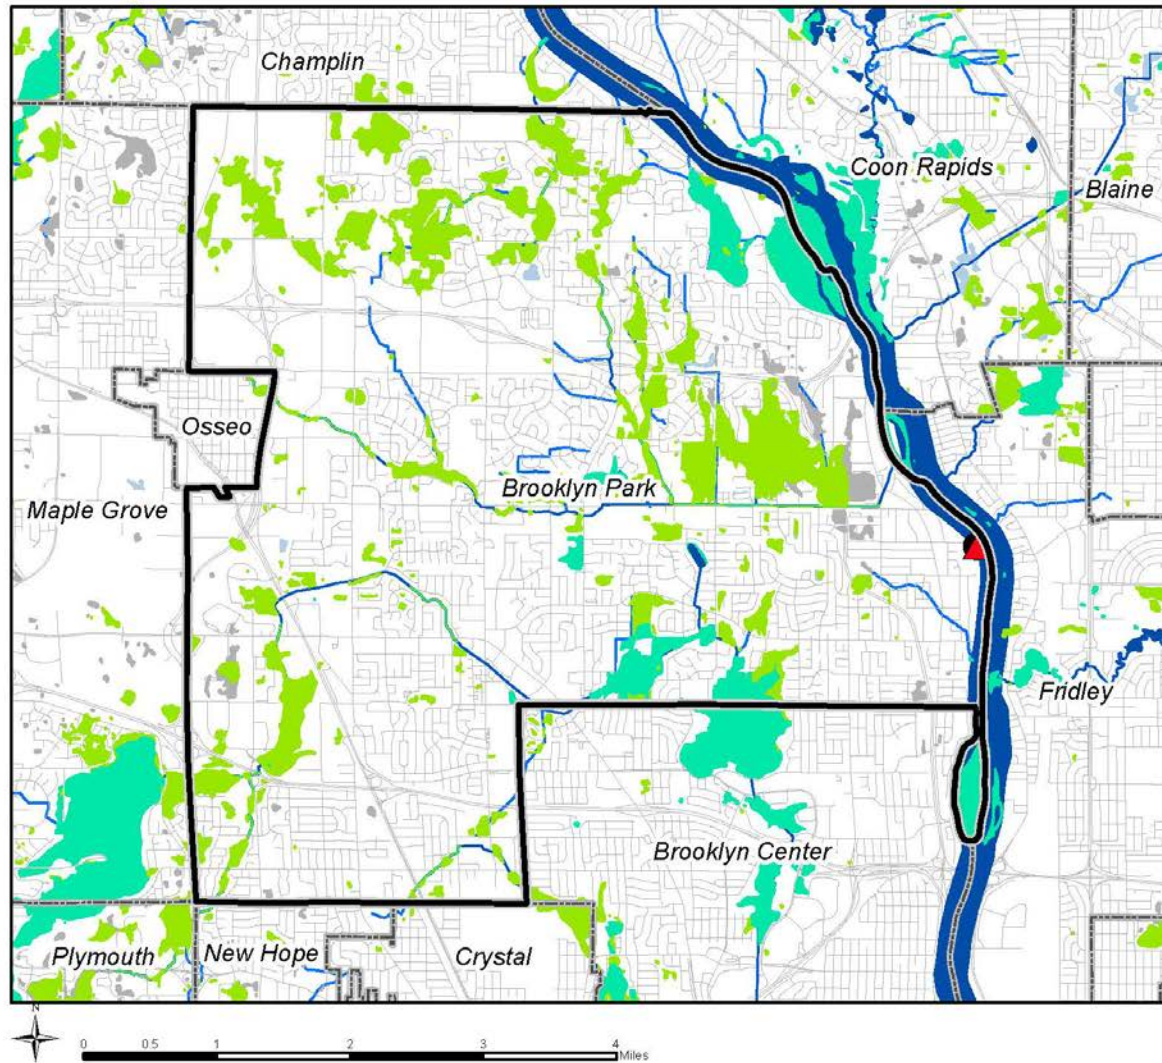 Champlin
Coon Rapids
Blaine
Osseo
Maple Grove
Brooklyn Park
Fridley
Brooklyn Center
Plymouth
New Hope
Crystal
N
0 0.5 1 2 3 4
Miles